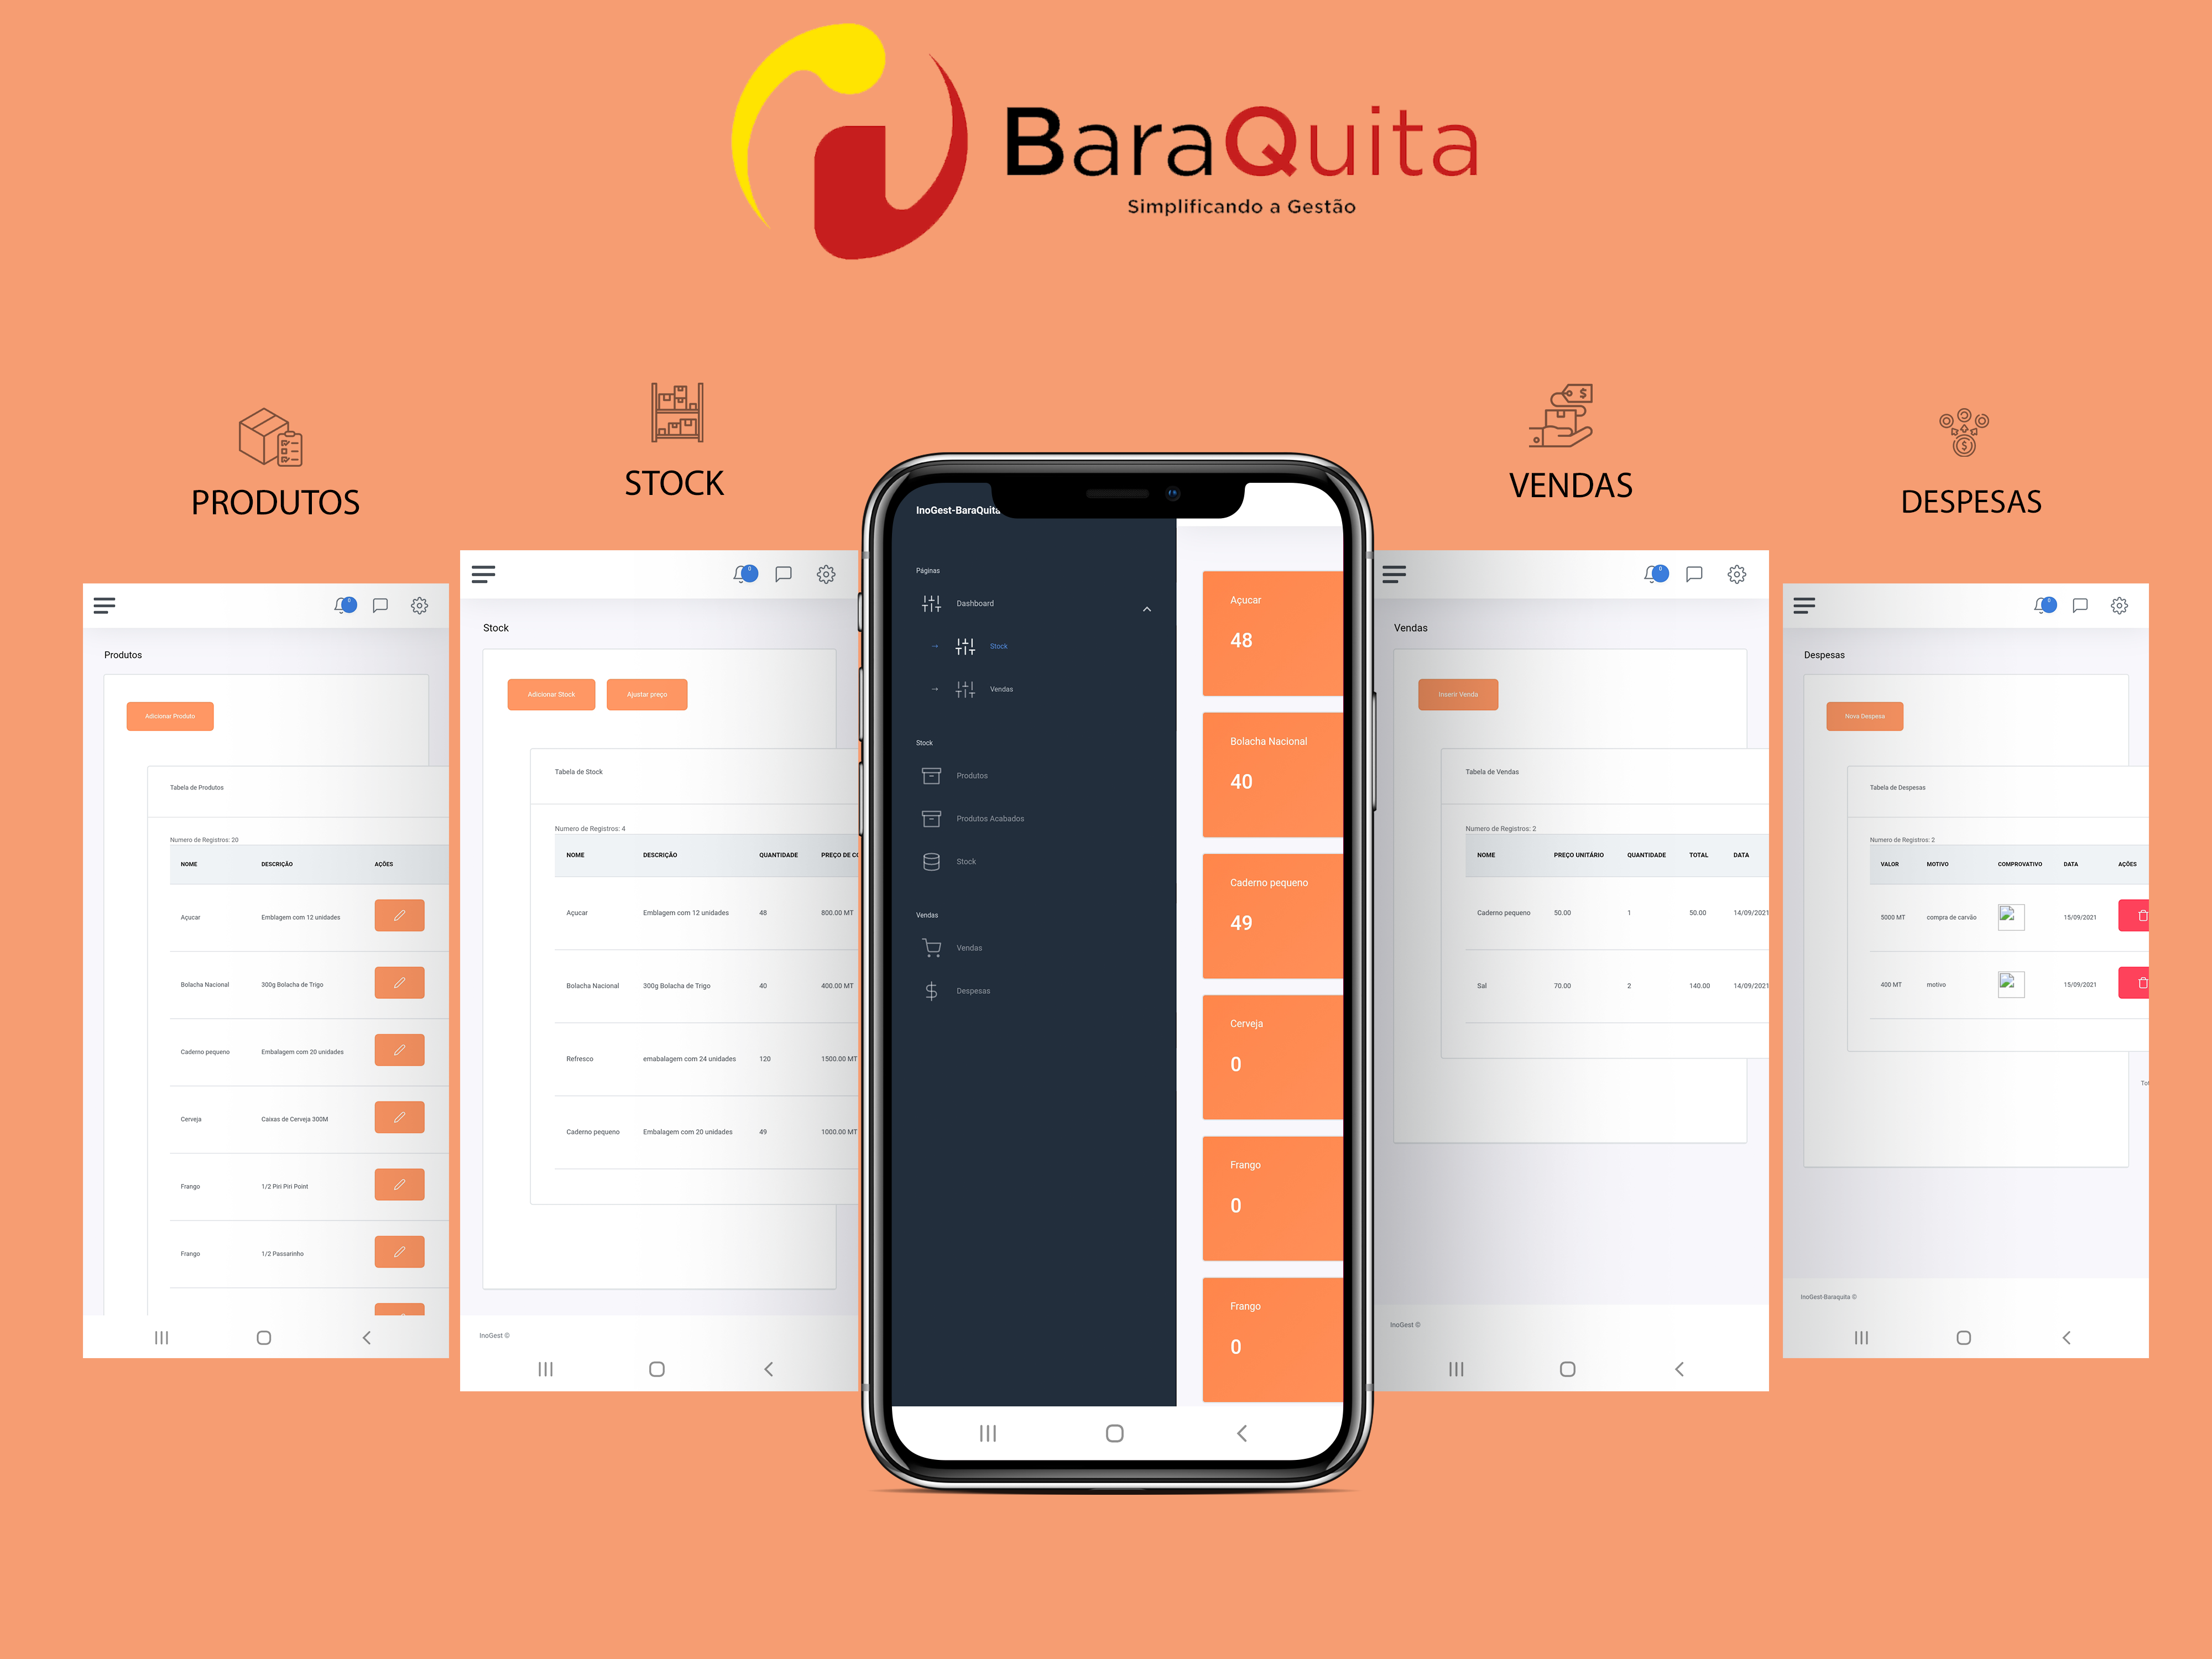 BaraQuita
Simplificando a Gestão
PRODUTOS
STOCK
VENDAS
DESPESAS
Produtos
Adicionar Produto
Tabela de Produtos
Numero de Registros: 20
NOME DESCRIÇÃO AÇÕES
Açucar Emblagem com 12 unidades
Bolacha Nacional 300g Bolacha de Trigo
Caderno pequeno Embalagem com 20 unidades
Cerveja Caixas de Cerveja 300M
Frango 1/2 Piri Piri Point
Frango 1/2 Passarinho
Stock
Adicionar Stock Ajustar preço
Tabela de Stock
Numero de Registros: 4
NOME DESCRIÇÃO QUANTIDADE PREÇO DE
Açucar Emblagem com 12 unidades 48 800.00 MT
Bolacha Nacional 300g Bolacha de Trigo 40 400.00 MT
Refresco emabalagem com 24 unidades 120 1500.00 MT
Caderno pequeno Embalagem com 20 unidades 49 1000.00 MT
InoGest ©
InoGest-BaraQuita
Páginas
Dashboard
→ Stock
→ Vendas
Stock
Produtos
Produtos Acabados
Stock
Vendas
Vendas
Despesas
Açucar
48
Bolacha Nacional
40
Caderno pequeno
49
Cerveja
0
Frango
0
Frango
0
Vendas
Inserir Venda
Tabela de Vendas
Numero de Registros: 2
NOME PREÇO UNITÁRIO QUANTIDADE TOTAL DATA
Caderno pequeno 50.00 1 50.00 14/09/2021
Sal 70.00 2 140.00 14/09/2021
InoGest ©
Despesas
Nova Despesa
Tabela de Despesas
Numero de Registros: 2
VALOR MOTIVO COMPROVATIVO DATA AÇÕES
5000 MT compra de carvão 15/09/2021
400 MT motivo 15/09/2021
InoGest-Baraquita ©